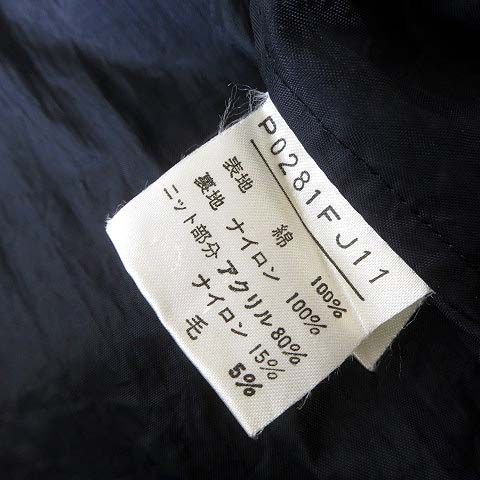 P0281FJ11
表地 綿 100%
裏地 ナイロン 100%
ニット部分 アクリル 80%
ナイロン 15%
毛 5%